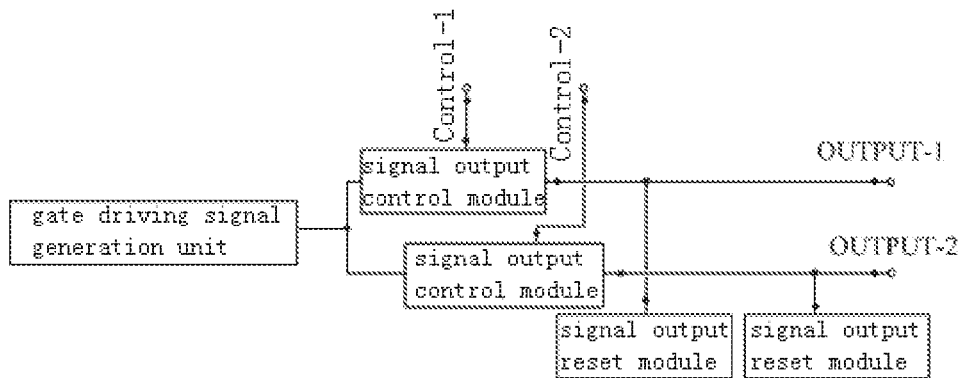 Control-1
Control-2
signal output
control module
OUTPUT-1
gate driving signal
generation unit
signal output
control module
OUTPUT-2
signal output
reset module
signal output
reset module